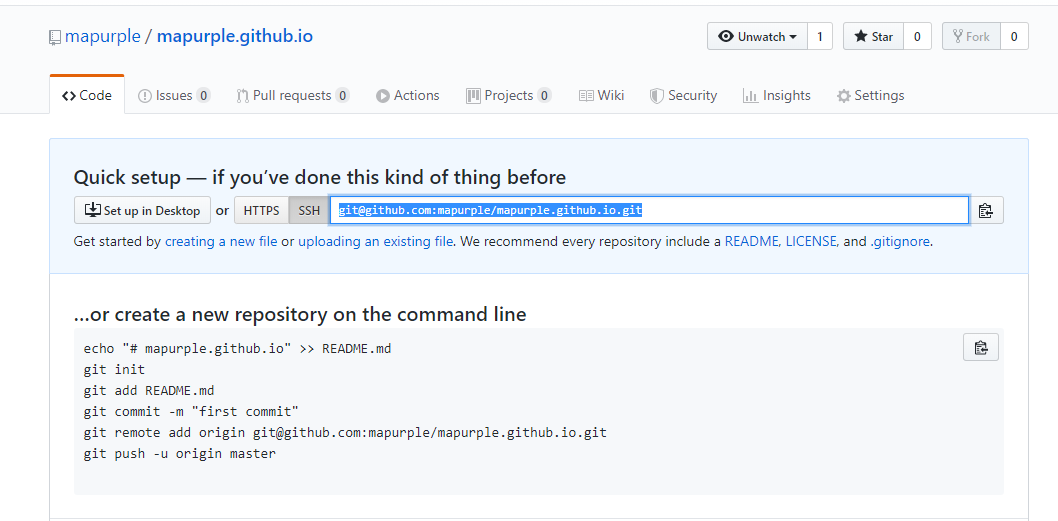 mapurple / mapurple.github.io
Unwatch 1 Star 0 Fork 0
Code Issues 0 Pull requests 0 Actions Projects 0 Wiki Security Insights Settings
Quick setup — if you’ve done this kind of thing before
Set up in Desktop or HTTPS SSH git@github.com:mapurple/mapurple.github.io.git
Get started by creating a new file or uploading an existing file. We recommend every repository include a README, LICENSE, and .gitignore.
…or create a new repository on the command line
echo "# mapurple.github.io" >> README.md
git init
git add README.md
git commit -m "first commit"
git remote add origin git@github.com:mapurple/mapurple.github.io.git
git push -u origin master